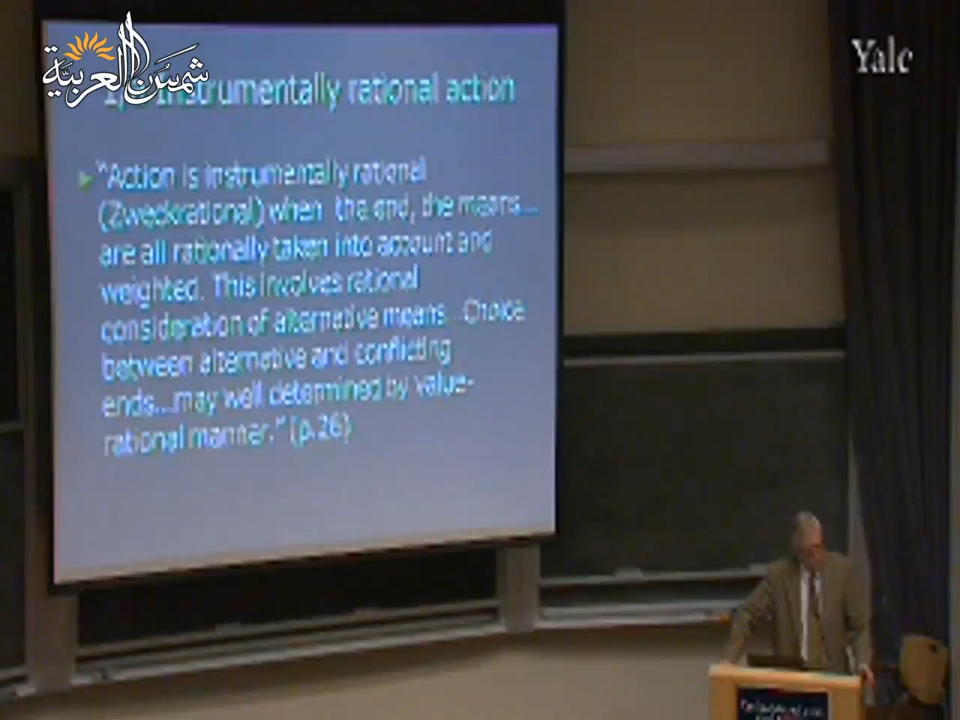 شمس العربية
Yale
Instrumentally rational action
"Action is instrumentally rational
(Zweckrational) when the end, the means...
are all rationally taken into account and
weighted. This involves rational
consideration of alternative means...Choice
between alternative and conflicting
ends...may well determined by value-
rational manner." (p.26)